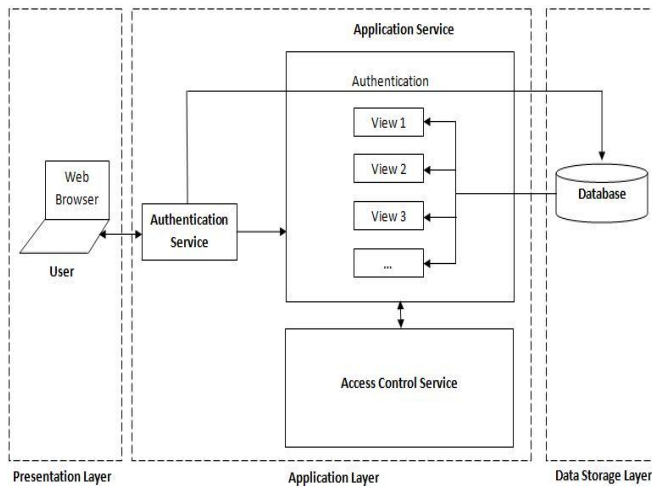 Application Service
Authentication
View 1
View 2
View 3
...
Web
Browser
User
Authentication
Service
Database
Access Control Service
Presentation Layer
Application Layer
Data Storage Layer